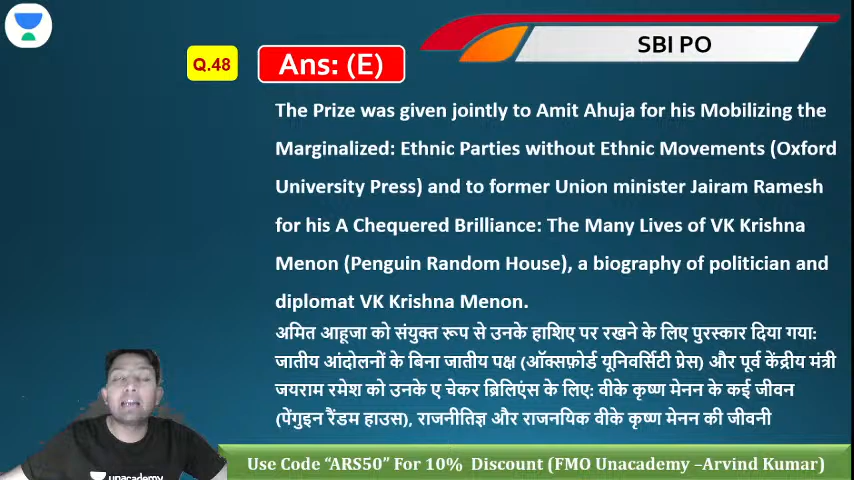 SBI PO
Q.48
Ans: (E)
The Prize was given jointly to Amit Ahuja for his Mobilizing the
Marginalized: Ethnic Parties without Ethnic Movements (Oxford
University Press) and to former Union minister Jairam Ramesh
for his A Chequered Brilliance: The Many Lives of VK Krishna
Menon (Penguin Random House), a biography of politician and
diplomat VK Krishna Menon.
अमित आहूजा को संयुक्त रूप से उनके हाशिए पर रखने के लिए पुरस्कार दिया गया:
जातीय आंदोलनों के बिना जातीय पक्ष (ऑक्सफ़ोर्ड यूनिवर्सिटी प्रेस) और पूर्व केंद्रीय मंत्री
जयराम रमेश को उनके ए चेकर ब्रिलिएंस के लिए: वीके कृष्ण मेनन के कई जीवन
(पेंगुइन रैंडम हाउस), राजनीतिज्ञ और राजनयिक वीके कृष्ण मेनन की जीवनी
unacademy
Use Code “ARS50” For 10% Discount (FMO Unacademy –Arvind Kumar)